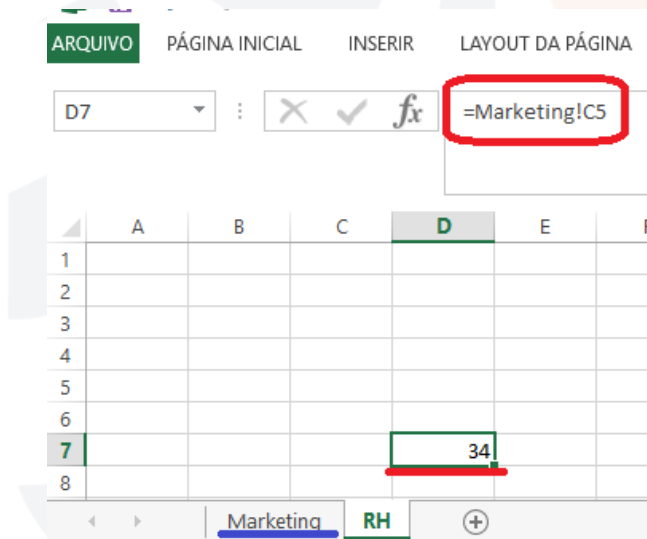 ARQUIVO PÁGINA INICIAL INSERIR LAYOUT DA PÁGINA
D7 fx =Marketing!C5
A B C D E
1
2
3
4
5
6
7 34
8
Marketing RH